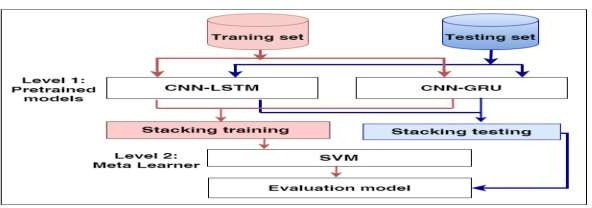 Traning set
Testing set
Level 1:
Pretrained
models
CNN-LSTM
CNN-GRU
Stacking training
Stacking testing
Level 2:
Meta Learner
SVM
Evaluation model